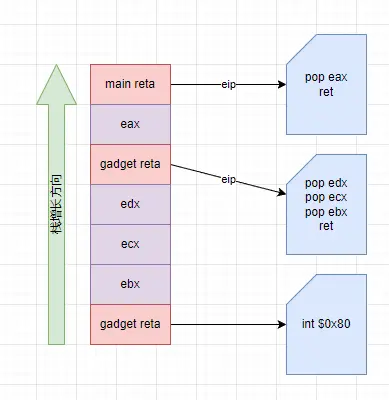 栈增长方向
main reta
eax
gadget reta
edx
ecx
ebx
gadget reta
eip
eip
pop eax
ret
pop edx
pop ecx
pop ebx
ret
int $0x80